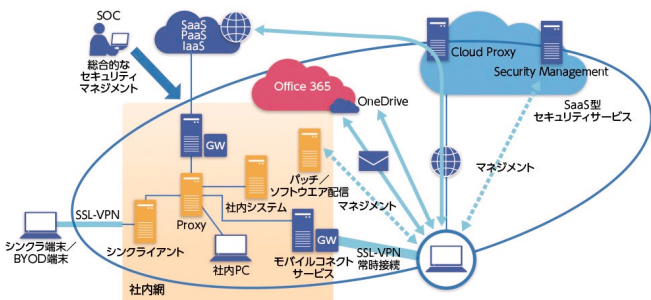 SOC
総合的な
セキュリティ
マネジメント
SaaS
PaaS
IaaS
Office 365
OneDrive
Cloud Proxy
Security Management
SaaS型
セキュリティサービス
GW
パッチ／
ソフトウエア配信
マネジメント
マネジメント
社内システム
Proxy
SSL-VPN
シンクラ端末／
BYOD端末
シンクライアント
社内PC
GW
モバイルコネクト
サービス
SSL-VPN
常時接続
社内網